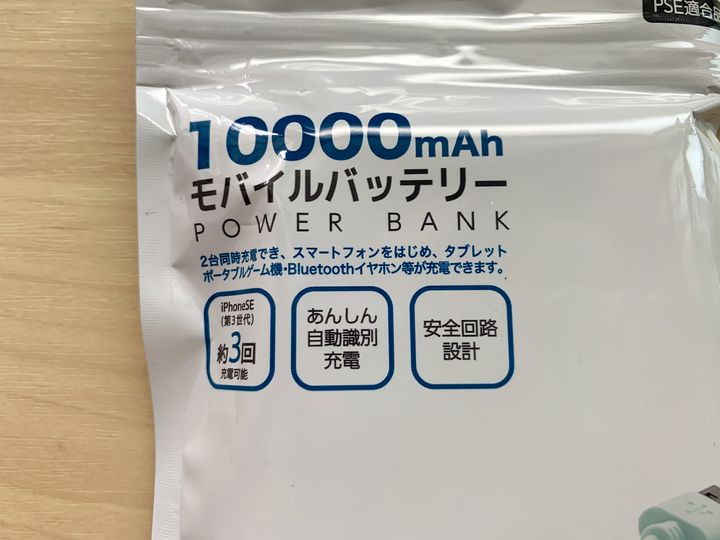 PSE適合
10000mAh
モバイルバッテリー
POWER BANK
2台同時充電でき、スマートフォンをはじめ、タブレット
ポータブルゲーム機・Bluetoothイヤホン等が充電できます。
iPhoneSE
(第3世代)
約3回
充電可能
あんしん
自動識別
充電
安全回路
設計